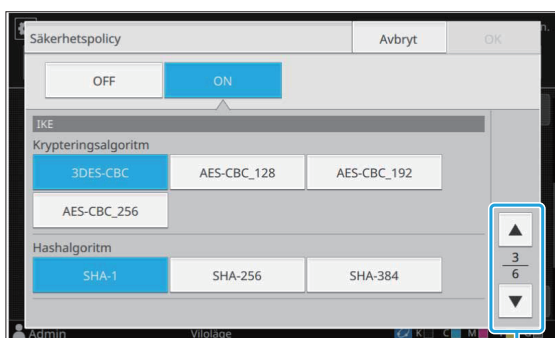 Säkerhetspolicy Avbryt OK n.
OFF ON
IKE
Krypteringsalgoritm
3DES-CBC AES-CBC_128 AES-CBC_192
AES-CBC_256
Hashalgoritm
SHA-1 SHA-256 SHA-384
3
6
Admin Viloläge K C M